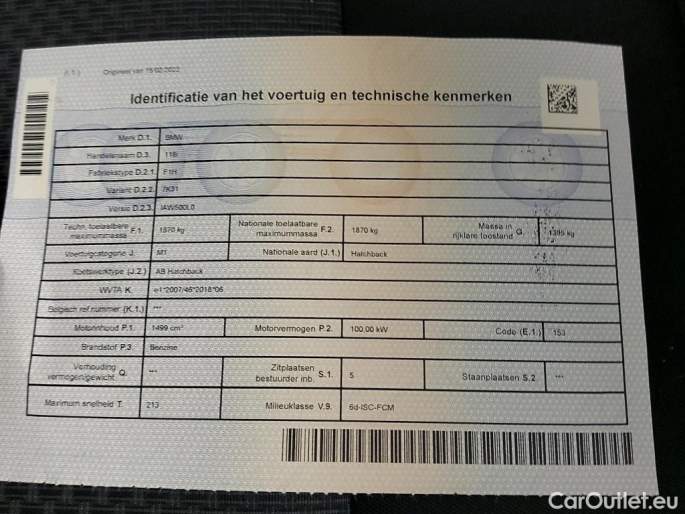 (I.1.) Origineel van 15/02/2022
Identificatie van het voertuig en technische kenmerken
Merk D.1. BMW
Handelsnaam D.3. 118i
Fabriekstype D.2.1. F1H
Variant D.2.2. 7K31
Versie D.2.3.
Techn. toelaatbare maximummassa F.1. 1870 kg Nationale toelaatbare maximummassa F.2. 1870 kg Massa in rijklare toestand G. 1395 kg
Voertuigcategorie J. M1 Nationale aard (J.1.) Hatchback
Koetswerktype (J.2.) AB Hatchback
WVTA K. e1*2007/46*2018*06
Belgisch ref.nummer (K.1.) ***
Motorinhoud P.1. 1499 cm³ Motorvermogen P.2. 100,00 kW Code (E.1.) 153
Brandstof P.3. Benzine
Verhouding vermogen/gewicht Q. *** Zitplaatsen bestuurder inb. S.1. 5 Staanplaatsen S.2 ***
Maximum snelheid T. 213 Milieuklasse V.9. 6d-ISC-FCM
CarOutlet.eu